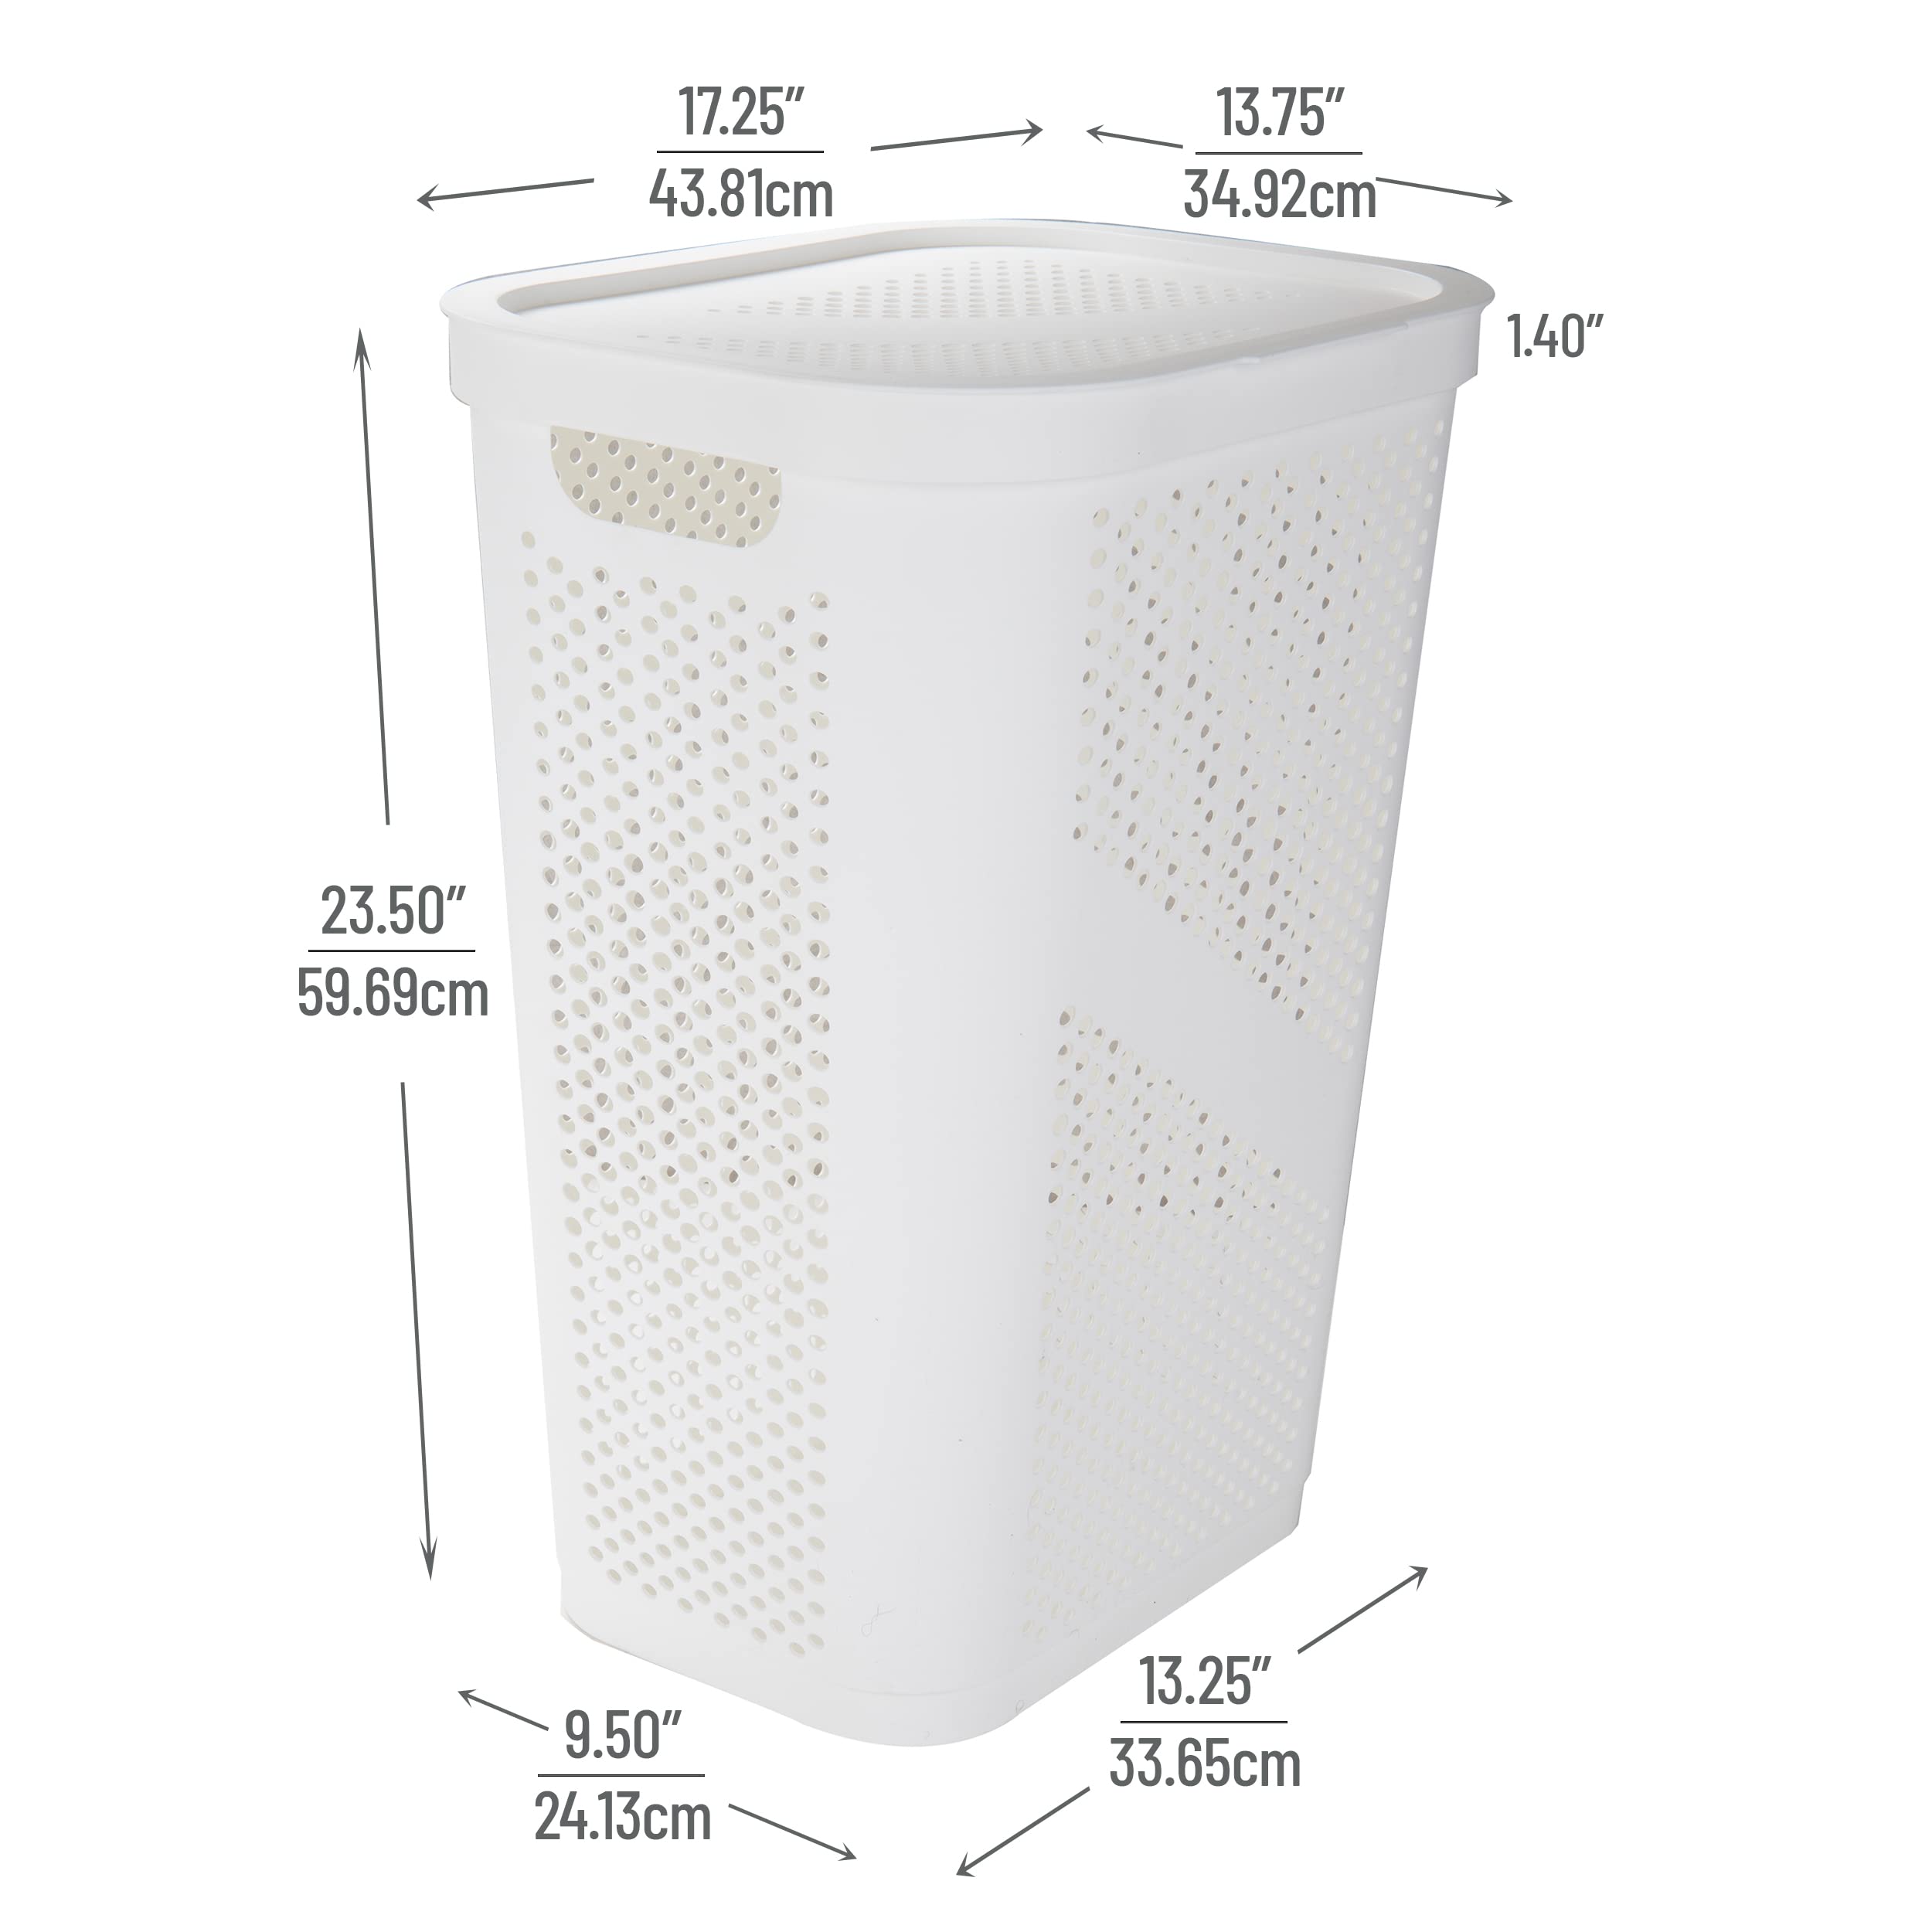 17.25″
43.81cm
13.75″
34.92cm
1.40″
23.50″
59.69cm
13.25″
33.65cm
9.50″
24.13cm